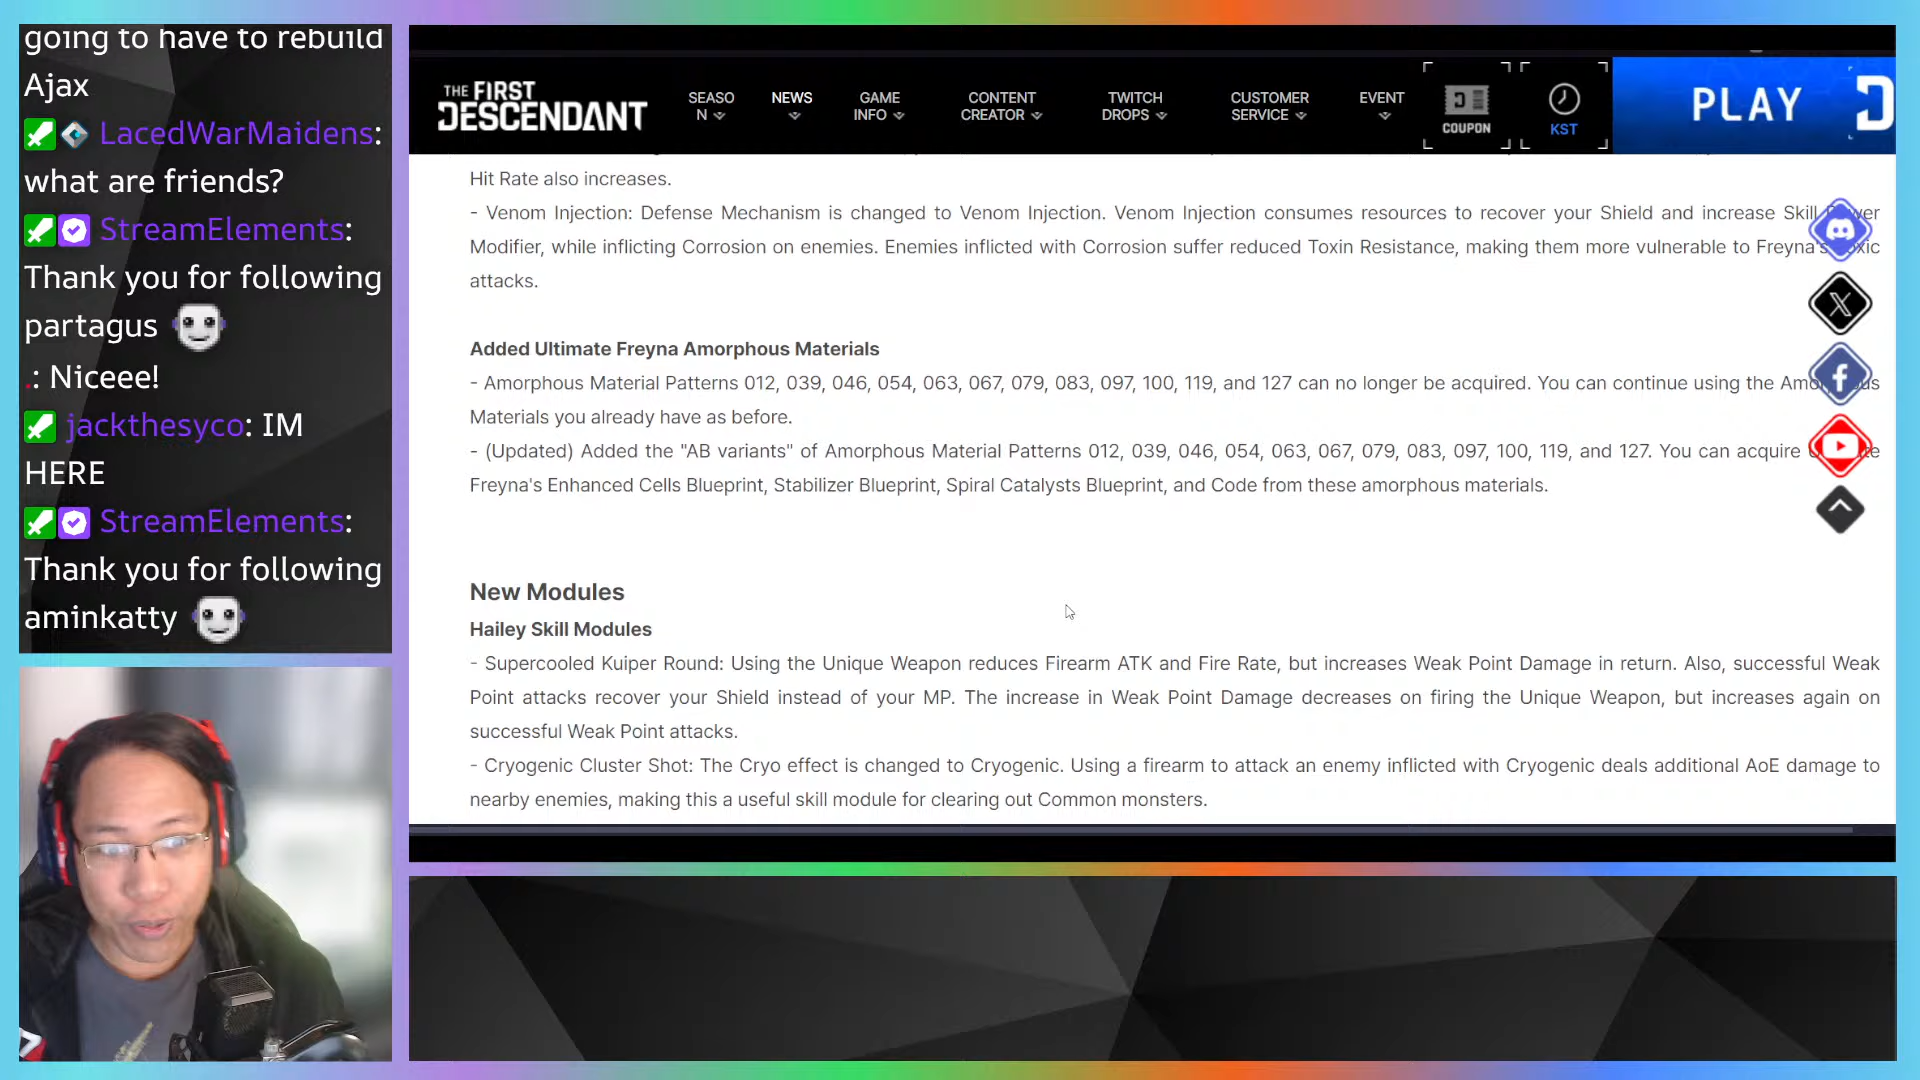 going to have to rebuild
Ajax
LacedWarMaidens:
what are friends?
StreamElements:
Thank you for following
partagus
.: Niceee!
jackthesyco: IM
HERE
StreamElements:
Thank you for following
aminkatty
THE FIRST
DESCENDANT
SEASO
N
NEWS
GAME
INFO
CONTENT
CREATOR
TWITCH
DROPS
CUSTOMER
SERVICE
EVENT
COUPON
KST
PLAY
Hit Rate also increases.
- Venom Injection: Defense Mechanism is changed to Venom Injection. Venom Injection consumes resources to recover your Shield and increase Skill Power
Modifier, while inflicting Corrosion on enemies. Enemies inflicted with Corrosion suffer reduced Toxin Resistance, making them more vulnerable to Freyna's Toxic
attacks.
Added Ultimate Freyna Amorphous Materials
- Amorphous Material Patterns 012, 039, 046, 054, 063, 067, 079, 083, 097, 100, 119, and 127 can no longer be acquired. You can continue using the Amorphous
Materials you already have as before.
- (Updated) Added the "AB variants" of Amorphous Material Patterns 012, 039, 046, 054, 063, 067, 079, 083, 097, 100, 119, and 127. You can acquire Ultimate
Freyna's Enhanced Cells Blueprint, Stabilizer Blueprint, Spiral Catalysts Blueprint, and Code from these amorphous materials.
New Modules
Hailey Skill Modules
- Supercooled Kuiper Round: Using the Unique Weapon reduces Firearm ATK and Fire Rate, but increases Weak Point Damage in return. Also, successful Weak
Point attacks recover your Shield instead of your MP. The increase in Weak Point Damage decreases on firing the Unique Weapon, but increases again on
successful Weak Point attacks.
- Cryogenic Cluster Shot: The Cryo effect is changed to Cryogenic. Using a firearm to attack an enemy inflicted with Cryogenic deals additional AoE damage to
nearby enemies, making this a useful skill module for clearing out Common monsters.